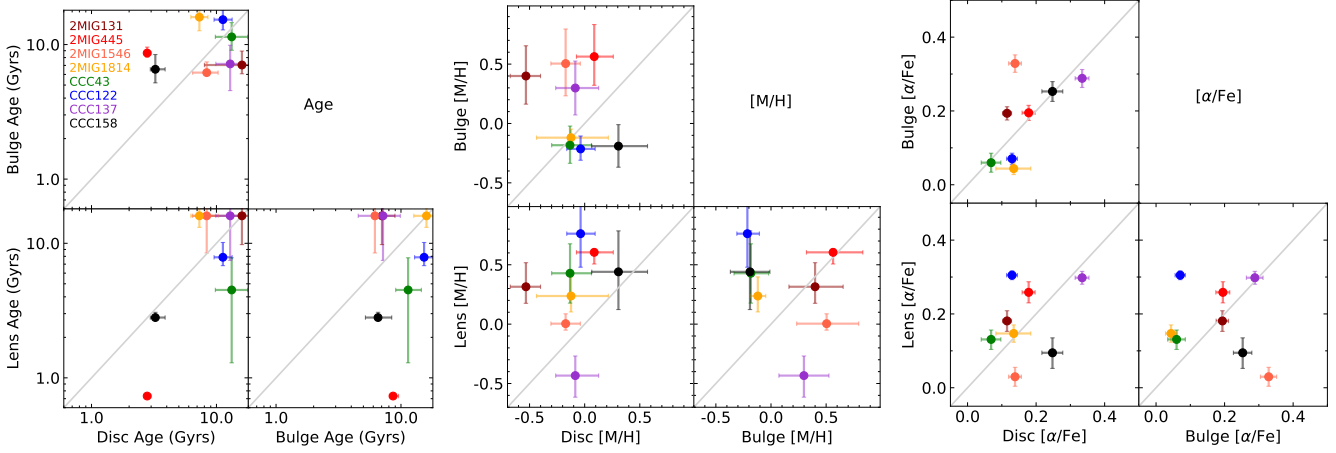 10.0
1.0
Bulge Age (Gyrs)
2MIG131
2MIG445
2MIG1546
2MIG1814
CCC43
CCC122
CCC137
CCC158
Age
10.0
1.0
Lens Age (Gyrs)
1.0
10.0
Disc Age (Gyrs)
1.0
10.0
Bulge Age (Gyrs)
0.5
0.0
-0.5
Bulge [M/H]
[M/H]
0.5
0.0
-0.5
Lens [M/H]
-0.5
0.0
0.5
Disc [M/H]
-0.5
0.0
0.5
Bulge [M/H]
0.4
0.2
0.0
Bulge [α/Fe]
[α/Fe]
0.4
0.2
0.0
Lens [α/Fe]
0.0
0.2
0.4
Disc [α/Fe]
0.0
0.2
0.4
Bulge [α/Fe]